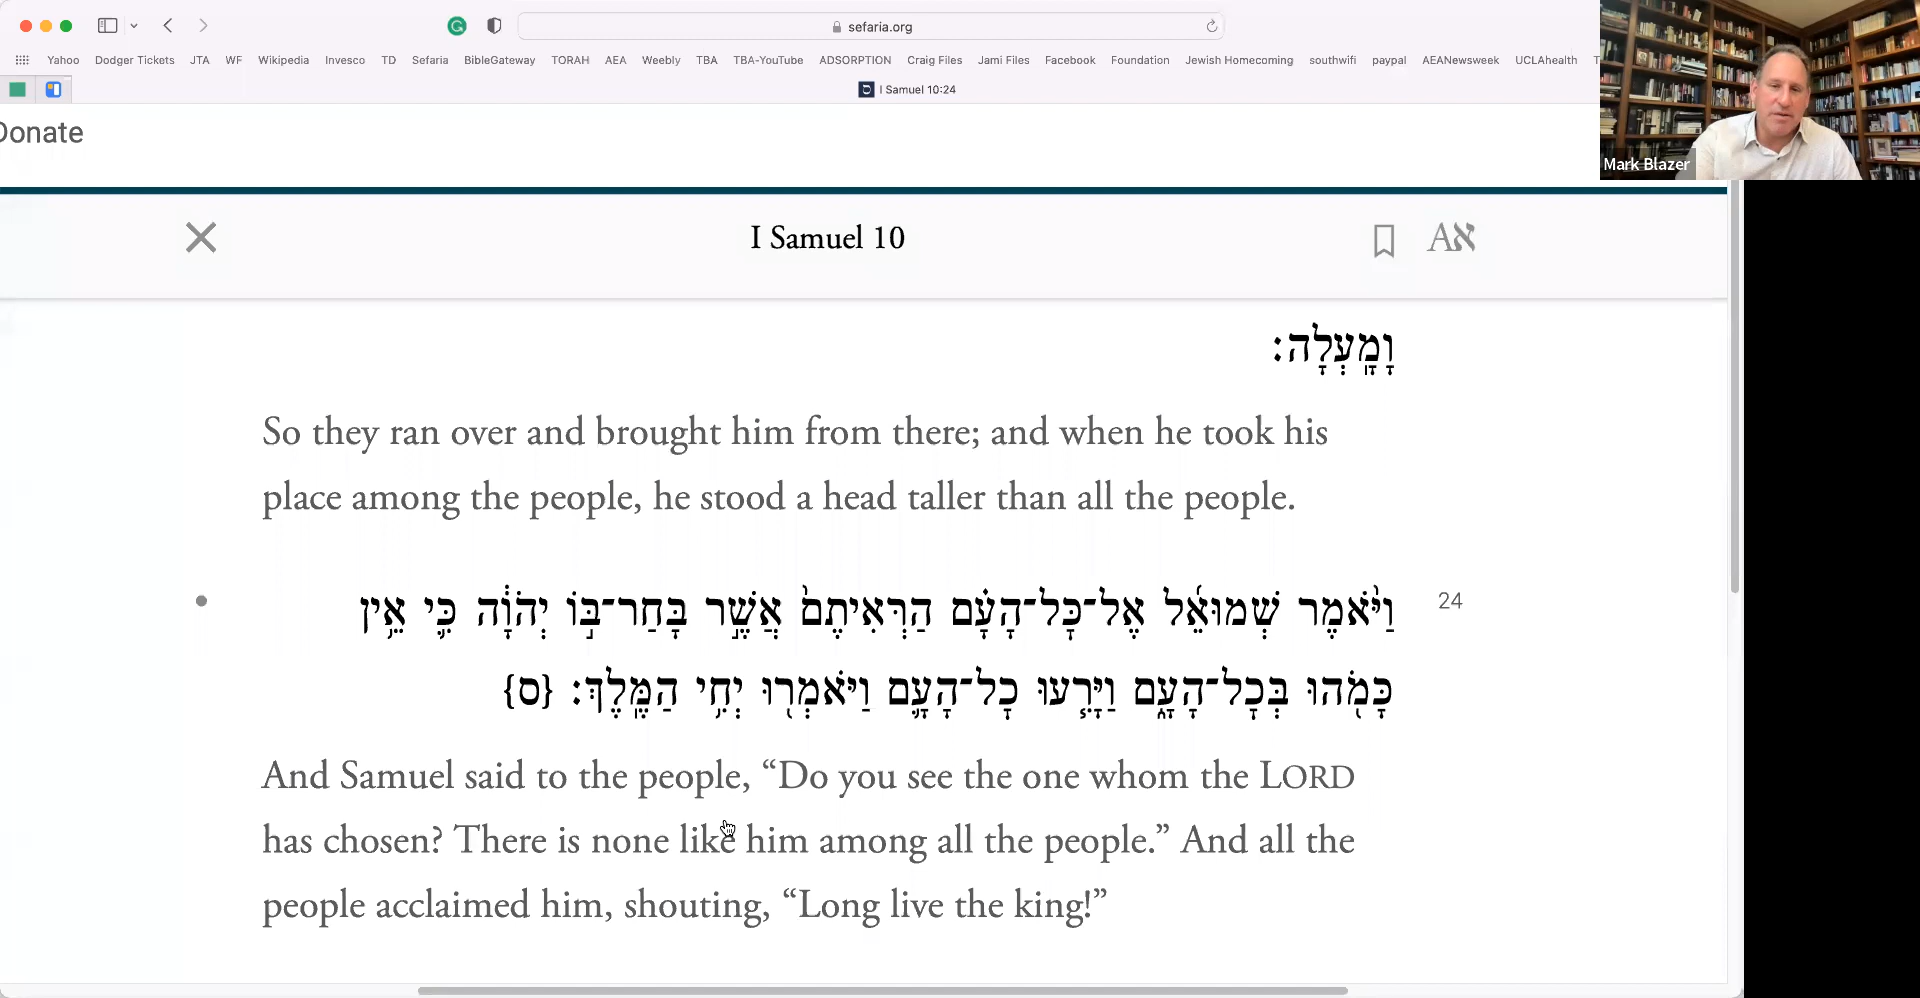 sefaria.org
Yahoo Dodger Tickets JTA WF Wikipedia Invesco TD Sefaria BibleGateway TORAH AEA Weebly TBA TBA-YouTube ADSORPTION Craig Files Jami Files Facebook Foundation Jewish Homecoming southwifi paypal AEANewsweek UCLAhealth
I Samuel 10:24
Mark Blazer
Donate
I Samuel 10
Aא
וָמָֽעְלָה׃
So they ran over and brought him from there; and when he took his
place among the people, he stood a head taller than all the people.
24 וַיֹּ֨אמֶר שְׁמוּאֵ֜ל אֶל־כׇּל־הָעָ֗ם הַרְּאִיתֶם֙ אֲשֶׁ֣ר בָּֽחַר־בּ֣וֹ יְהֹוָ֔ה כִּ֛י אֵ֥ין
כָּמֹ֖הוּ בְּכׇל־הָעָ֑ם וַיָּרִ֧עוּ כׇל־הָעָ֛ם וַיֹּאמְר֖וּ יְחִ֥י הַמֶּֽלֶךְ׃ {ס}
And Samuel said to the people, “Do you see the one whom the LORD
has chosen? There is none like him among all the people.” And all the
people acclaimed him, shouting, “Long live the king!”